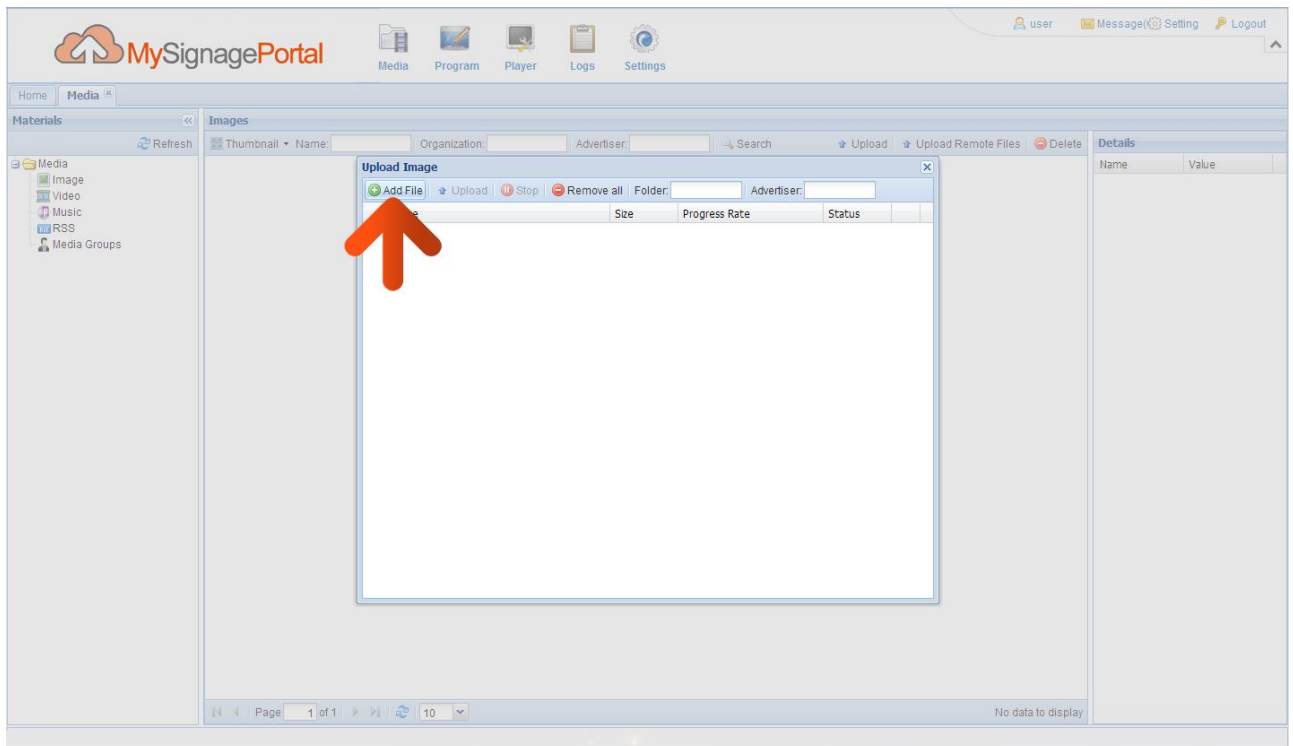 user Message( Setting Logout
MySignagePortal
Media Program Player Logs Settings
Home Media
Materials
Refresh
Media
Image
Video
Music
RSS
Media Groups
Images
Thumbnail Name: Organization: Advertiser: Search Upload Upload Remote Files Delete
Upload Image
Add File Upload Stop Remove all Folder: Advertiser:
Size Progress Rate Status
Details
Name Value
Page 1 of 1 10 No data to display